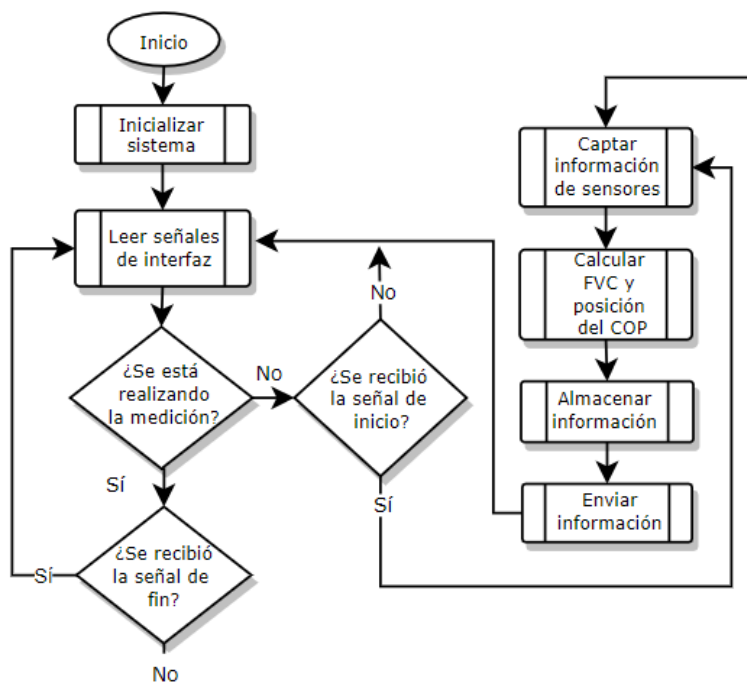 Inicio
Inicializar
sistema
Leer señales
de interfaz
¿Se está
realizando
la medición?
No
Sí
¿Se recibió
la señal de
fin?
Sí
No
¿Se recibió
la señal de
inicio?
No
Sí
Captar
información
de sensores
Calcular
FVC y
posición
del COP
Almacenar
información
Enviar
información